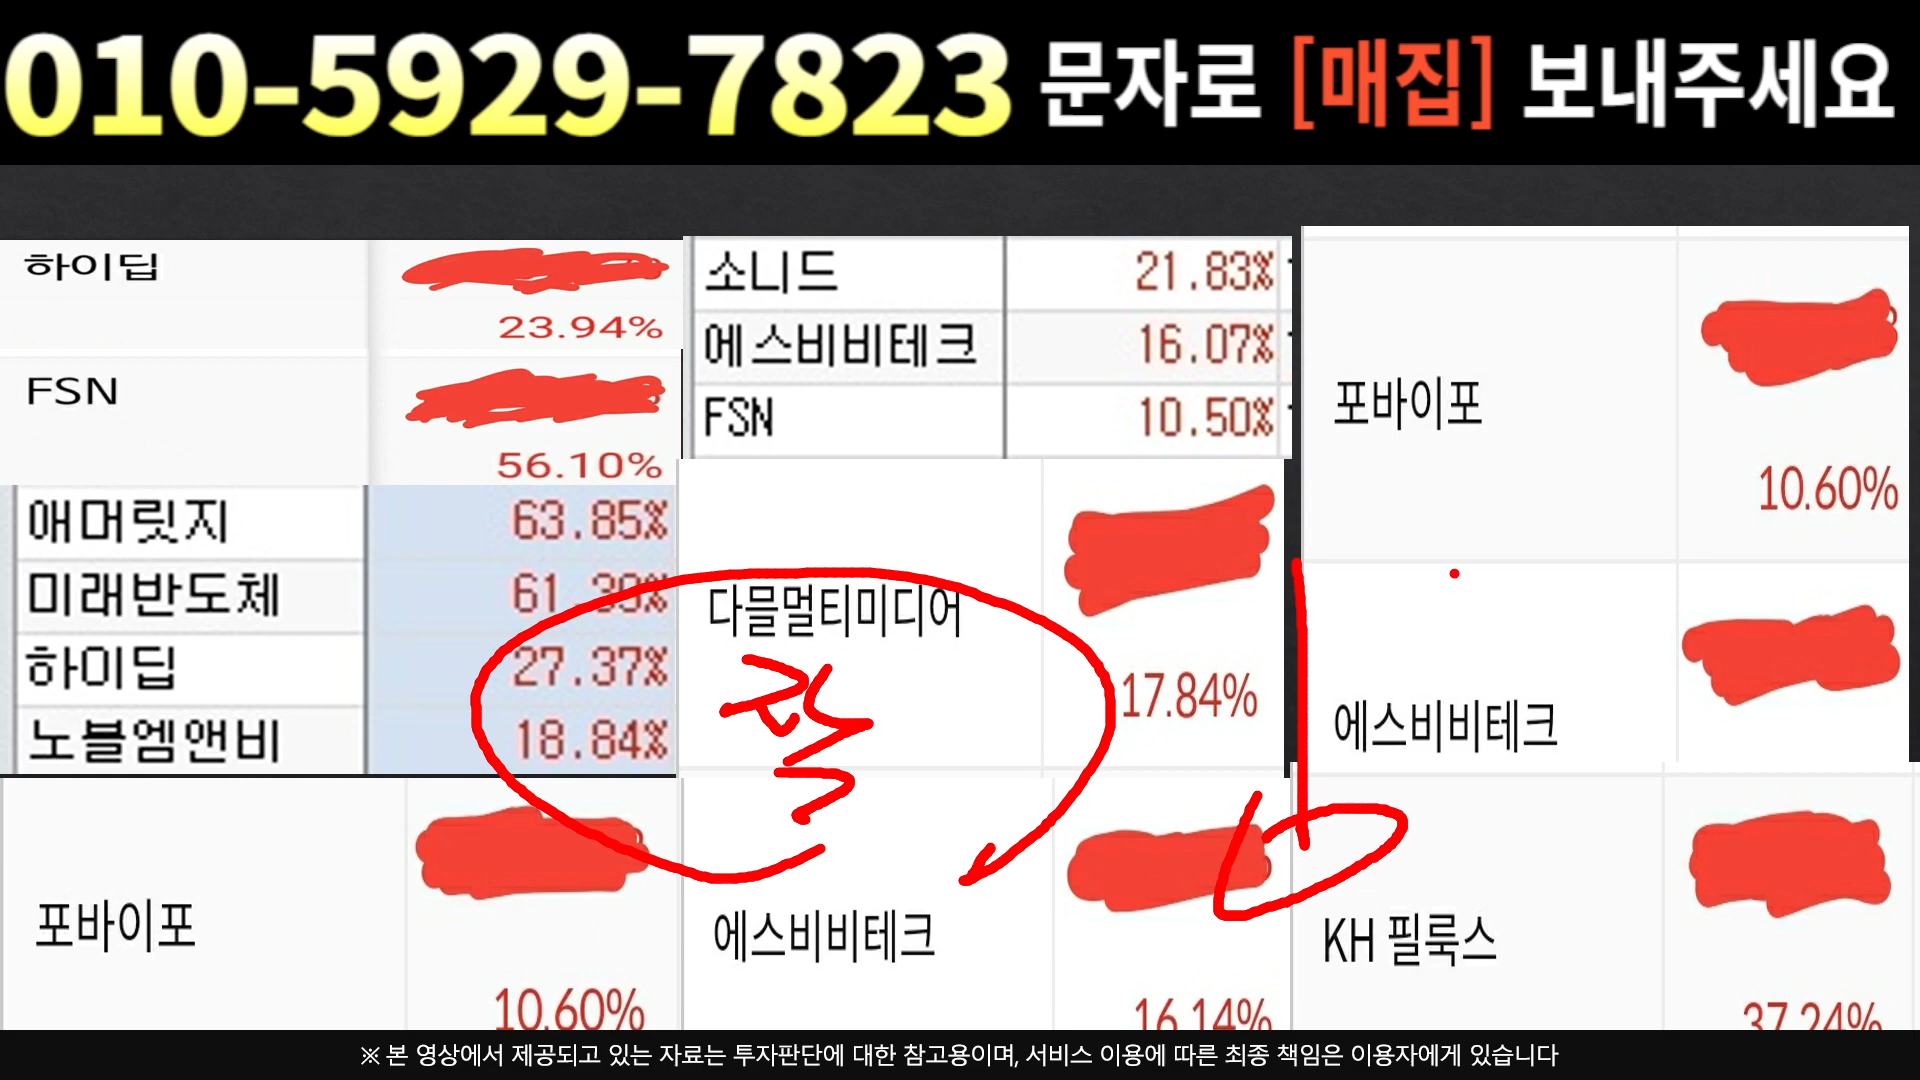 010-5929-7823 문자로 [매집] 보내주세요
하이딥
23.94%
FSN
56.10%
애머릿지 63.85%
미래반도체 61.39%
하이딥 27.37%
노블엠앤비 18.84%
소니드 21.83%
에스비비테크 16.07%
FSN 10.50%
다믈멀티미디어
17.84%
포바이포
10.60%
에스비비테크
포바이포
10.60%
에스비비테크
16.14%
KH 필룩스
37.24%
※ 본 영상에서 제공되고 있는 자료는 투자판단에 대한 참고용이며, 서비스 이용에 따른 최종 책임은 이용자에게 있습니다